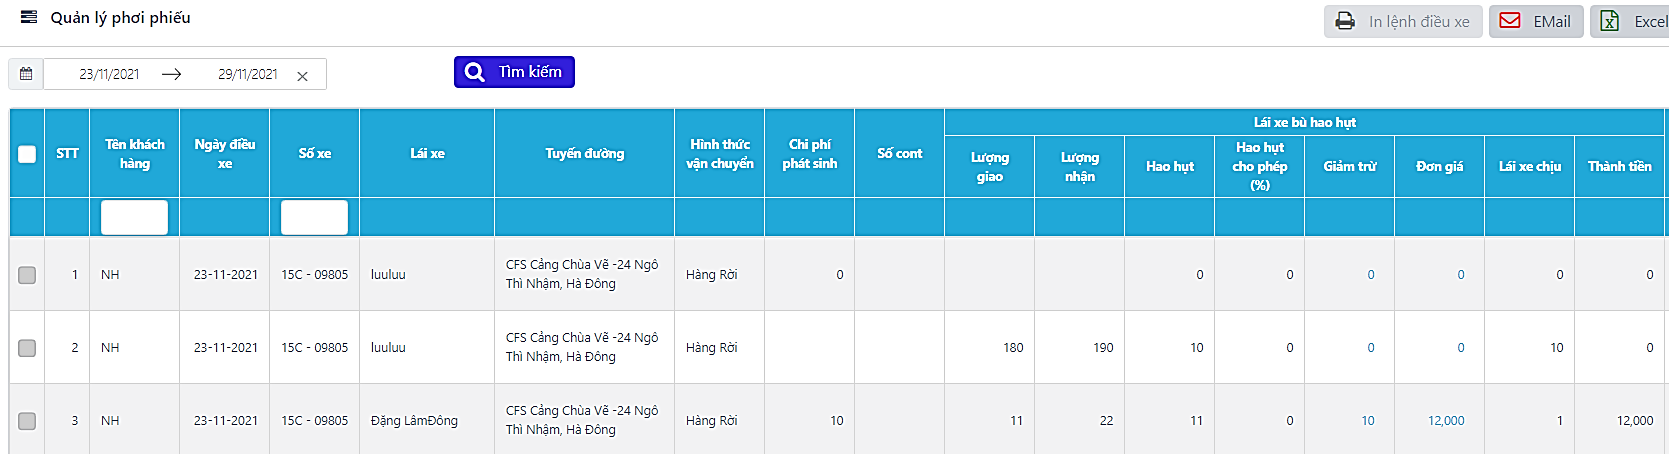 Quản lý phơi phiếu
In lệnh điều xe EMail Excel
23/11/2021 → 29/11/2021 × Tìm kiếm
Lái xe bù hao hụt
STT Tên khách hàng Ngày điều xe Số xe Lái xe Tuyến đường Hình thức vận chuyển Chi phí phát sinh Số cont Lượng giao Lượng nhận Hao hụt Hao hụt cho phép (%) Giảm trừ Đơn giá Lái xe chịu Thành tiền
1 NH 23-11-2021 15C - 09805 luuluu CFS Cảng Chùa Vẽ -24 Ngô Thì Nhậm, Hà Đông Hàng Rời 0 0 0 0 0 0 0
2 NH 23-11-2021 15C - 09805 luuluu CFS Cảng Chùa Vẽ -24 Ngô Thì Nhậm, Hà Đông Hàng Rời 180 190 10 0 0 0 10 0
3 NH 23-11-2021 15C - 09805 Đặng LâmĐông CFS Cảng Chùa Vẽ -24 Ngô Thì Nhậm, Hà Đông Hàng Rời 10 11 22 11 0 10 12,000 1 12,000